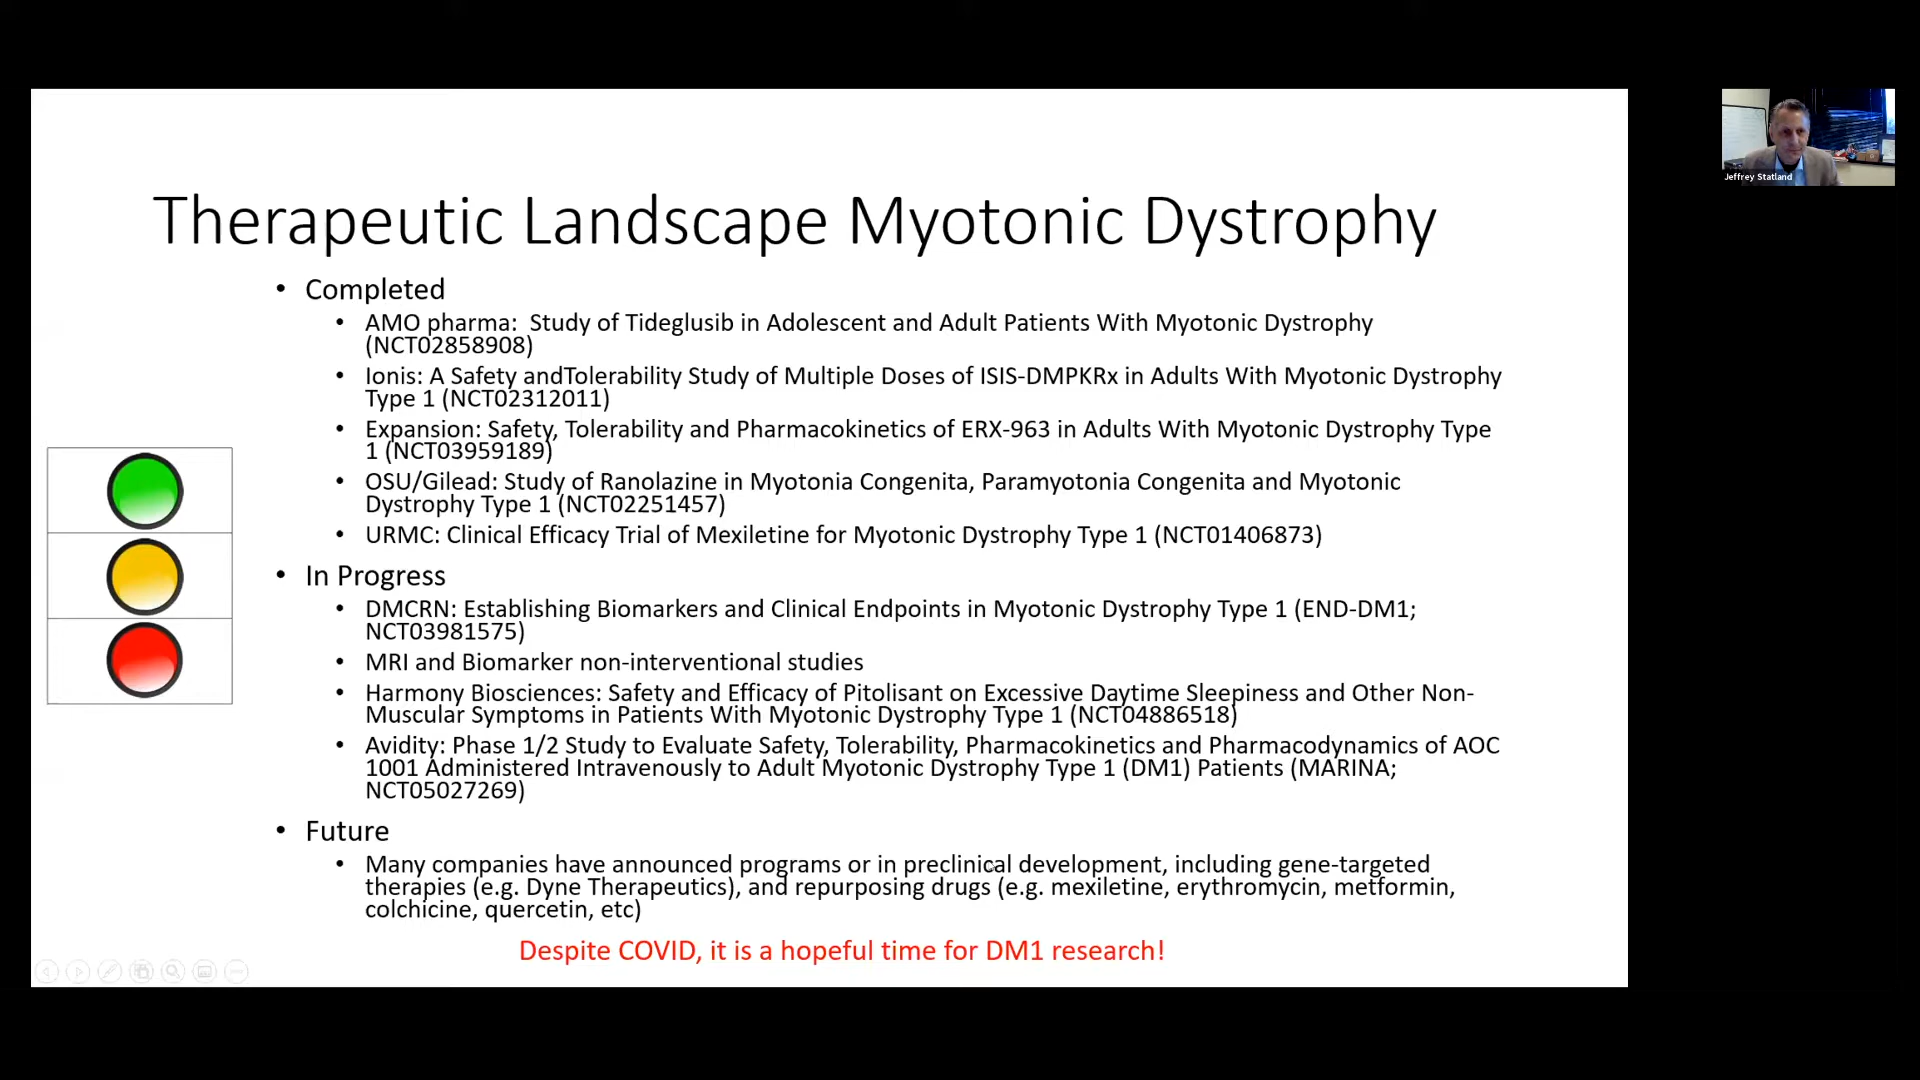 Therapeutic Landscape Myotonic Dystrophy
• Completed
• AMO pharma: Study of Tideglusib in Adolescent and Adult Patients With Myotonic Dystrophy
(NCT02858908)
• Ionis: A Safety andTolerability Study of Multiple Doses of ISIS-DMPKRx in Adults With Myotonic Dystrophy
Type 1 (NCT02312011)
• Expansion: Safety, Tolerability and Pharmacokinetics of ERX-963 in Adults With Myotonic Dystrophy Type
1 (NCT03959189)
• OSU/Gilead: Study of Ranolazine in Myotonia Congenita, Paramyotonia Congenita and Myotonic
Dystrophy Type 1 (NCT02251457)
• URMC: Clinical Efficacy Trial of Mexiletine for Myotonic Dystrophy Type 1 (NCT01406873)
• In Progress
• DMCRN: Establishing Biomarkers and Clinical Endpoints in Myotonic Dystrophy Type 1 (END-DM1;
NCT03981575)
• MRI and Biomarker non-interventional studies
• Harmony Biosciences: Safety and Efficacy of Pitolisant on Excessive Daytime Sleepiness and Other Non-
Muscular Symptoms in Patients With Myotonic Dystrophy Type 1 (NCT04886518)
• Avidity: Phase 1/2 Study to Evaluate Safety, Tolerability, Pharmacokinetics and Pharmacodynamics of AOC
1001 Administered Intravenously to Adult Myotonic Dystrophy Type 1 (DM1) Patients (MARINA;
NCT05027269)
• Future
• Many companies have announced programs or in preclinical development, including gene-targeted
therapies (e.g. Dyne Therapeutics), and repurposing drugs (e.g. mexiletine, erythromycin, metformin,
colchicine, quercetin, etc)
Despite COVID, it is a hopeful time for DM1 research!
Jeffrey Statland